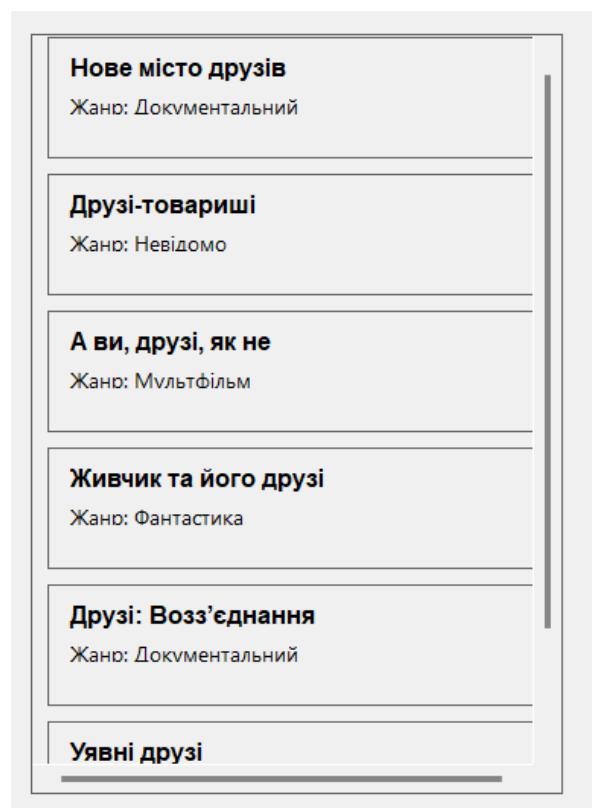 Нове місто друзів
Жанр: Документальний
Друзі-товариші
Жанр: Невідомо
А ви, друзі, як не
Жанр: Мультфільм
Живчик та його друзі
Жанр: Фантастика
Друзі: Возз’єднання
Жанр: Документальний
Уявні друзі